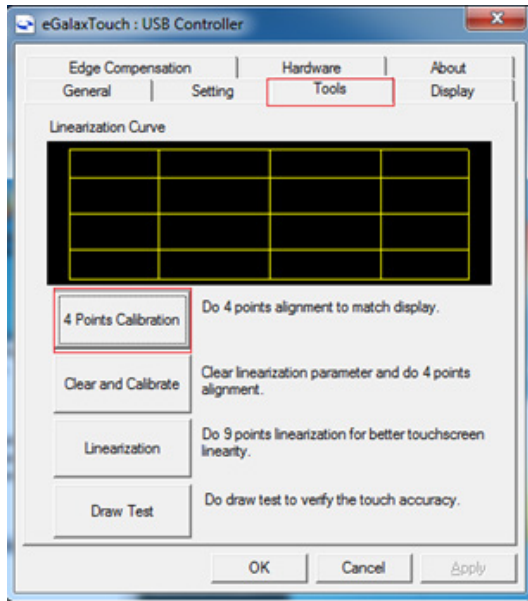 eGalaxTouch : USB Controller
Edge Compensation Hardware About
General Setting Tools Display
Linearization Curve
4 Points Calibration
Do 4 points alignment to match display.
Clear and Calibrate
Clear linearization parameter and do 4 points
alignment.
Linearization
Do 9 points linearization for better touchscreen
linearity.
Draw Test
Do draw test to verify the touch accuracy.
OK Cancel Apply